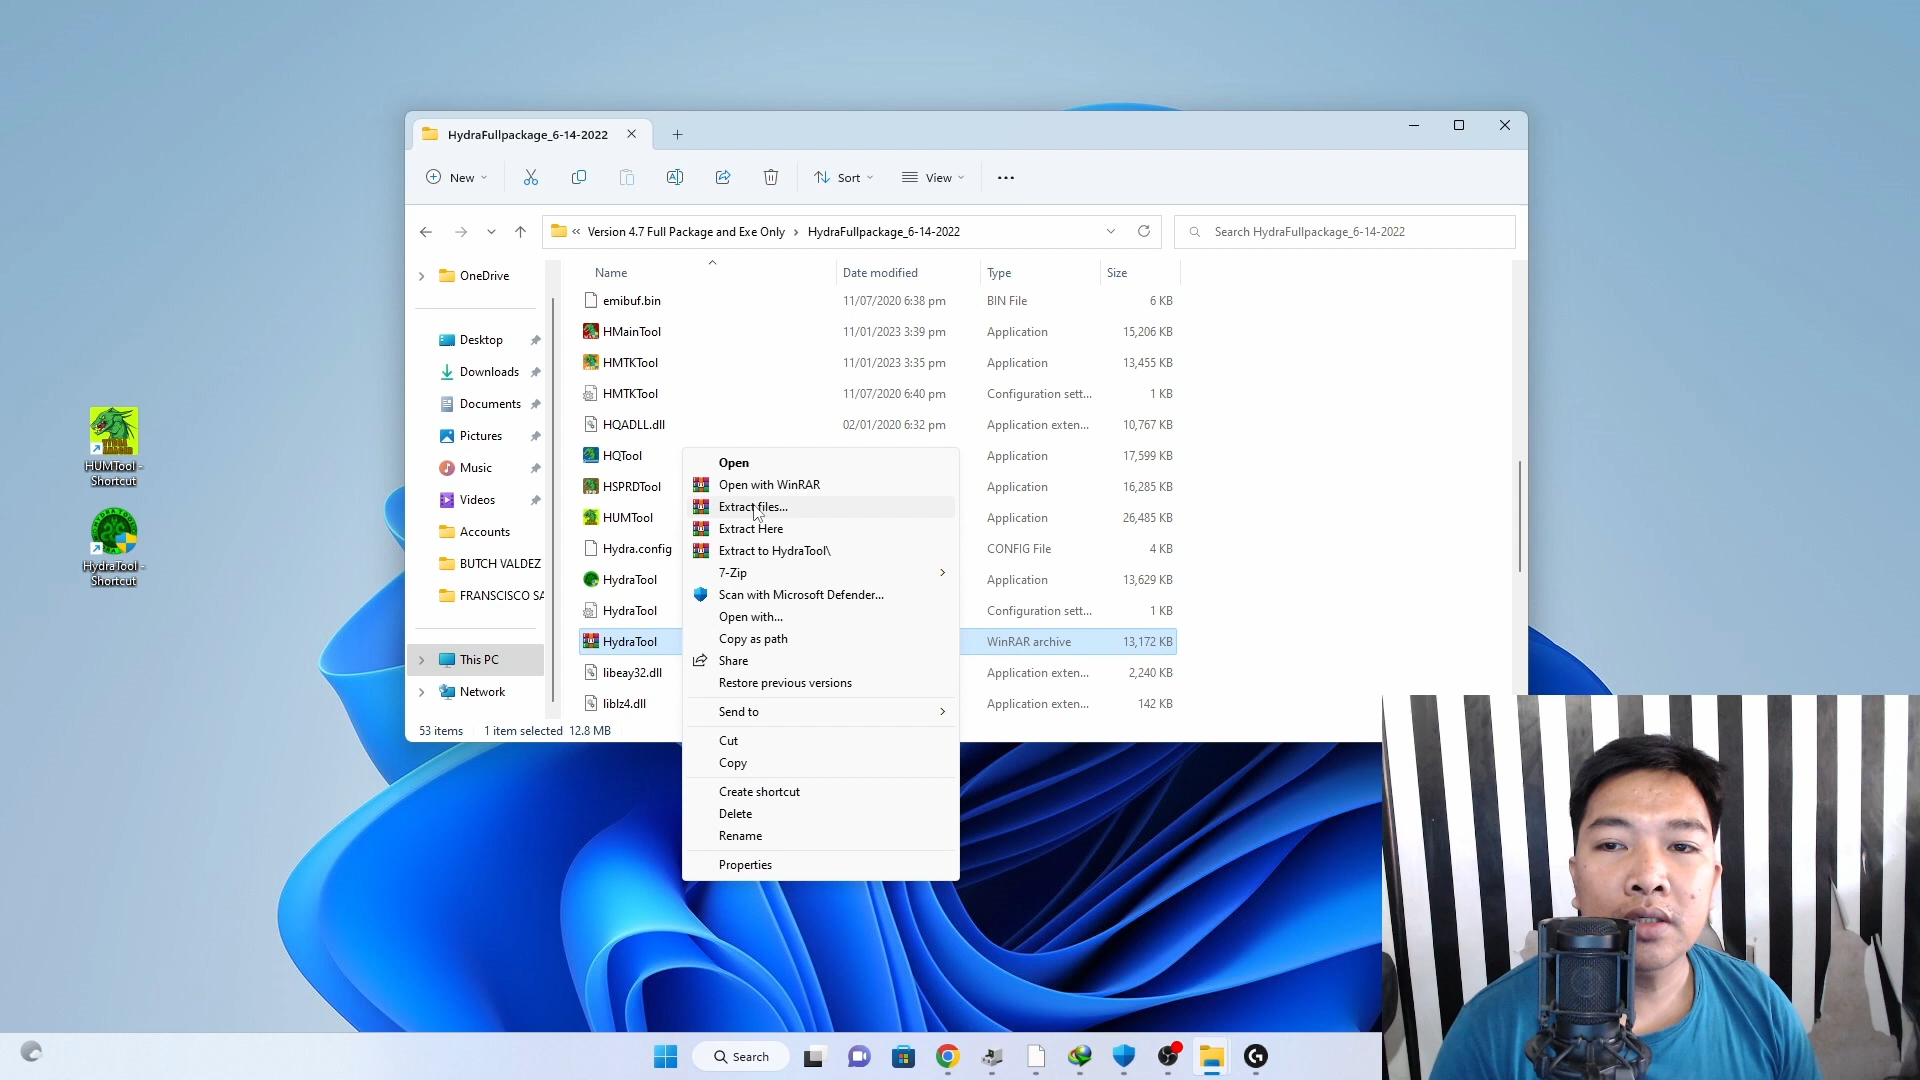 HydraFullpackage_6-14-2022
New
Sort
View
Version 4.7 Full Package and Exe Only
HydraFullpackage_6-14-2022
Search HydraFullpackage_6-14-2022
OneDrive
Desktop
Downloads
Documents
Pictures
Music
Videos
Accounts
BUTCH VALDEZ
FRANSCISCO SA
This PC
Network
Name Date modified Type Size
emibuf.bin 11/07/2020 6:38 pm BIN File 6 KB
HMainTool 11/01/2023 3:39 pm Application 15,206 KB
HMTKTool 11/01/2023 3:35 pm Application 13,455 KB
HMTKTool 11/07/2020 6:40 pm Configuration sett... 1 KB
HQADLL.dll 02/01/2020 6:32 pm Application exten... 10,767 KB
HQTool Application 17,599 KB
HSPRDTool Application 16,285 KB
HUMTool Application 26,485 KB
Hydra.config CONFIG File 4 KB
HydraTool Application 13,629 KB
HydraTool Configuration sett... 1 KB
HydraTool WinRAR archive 13,172 KB
libeay32.dll Application exten... 2,240 KB
liblz4.dll Application exten... 142 KB
53 items 1 item selected 12.8 MB
Open
Open with WinRAR
Extract files...
Extract Here
Extract to HydraTool\
7-Zip
Scan with Microsoft Defender...
Open with...
Copy as path
Share
Restore previous versions
Send to
Cut
Copy
Create shortcut
Delete
Rename
Properties
HUMTool -
Shortcut
HydraTool -
Shortcut
Search